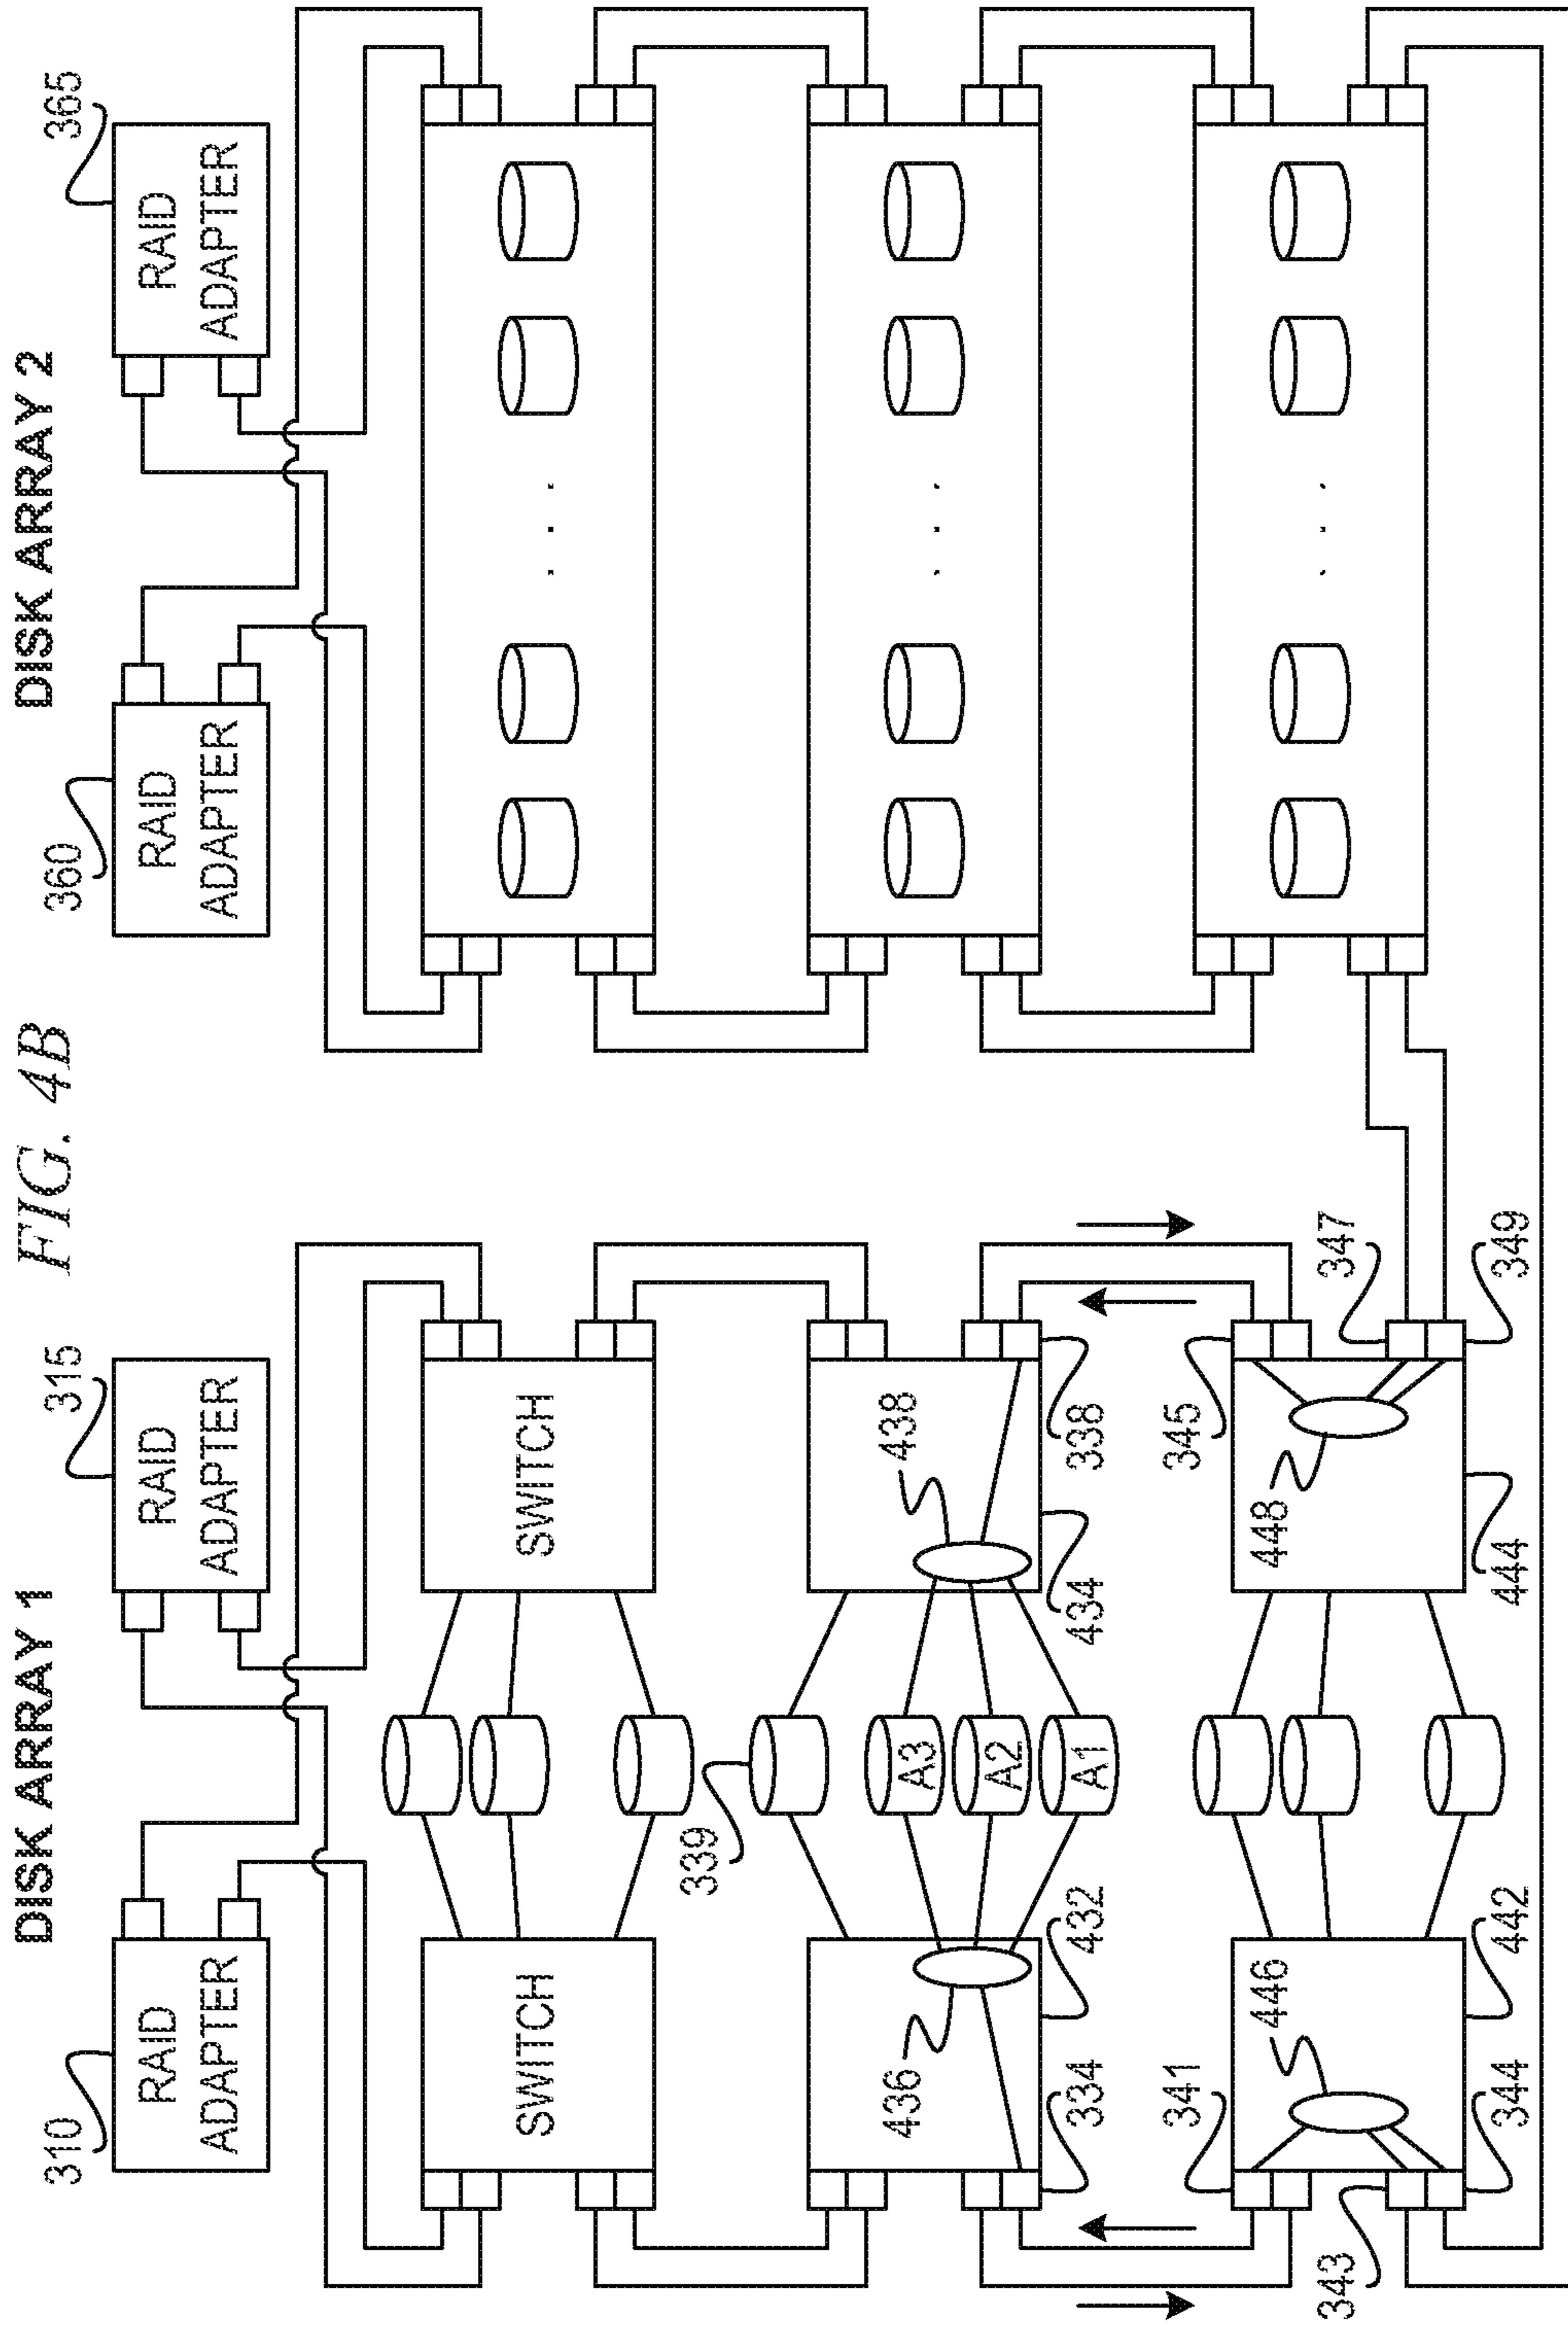 FIG. 4B
DISK ARRAY 1
DISK ARRAY 2
310
RAID
ADAPTER
315
RAID
ADAPTER
360
RAID
ADAPTER
365
RAID
ADAPTER
SWITCH
SWITCH
339
436
432
334
A3
A2
A1
438
434
338
341
446
343
344
442
345
448
347
349
444